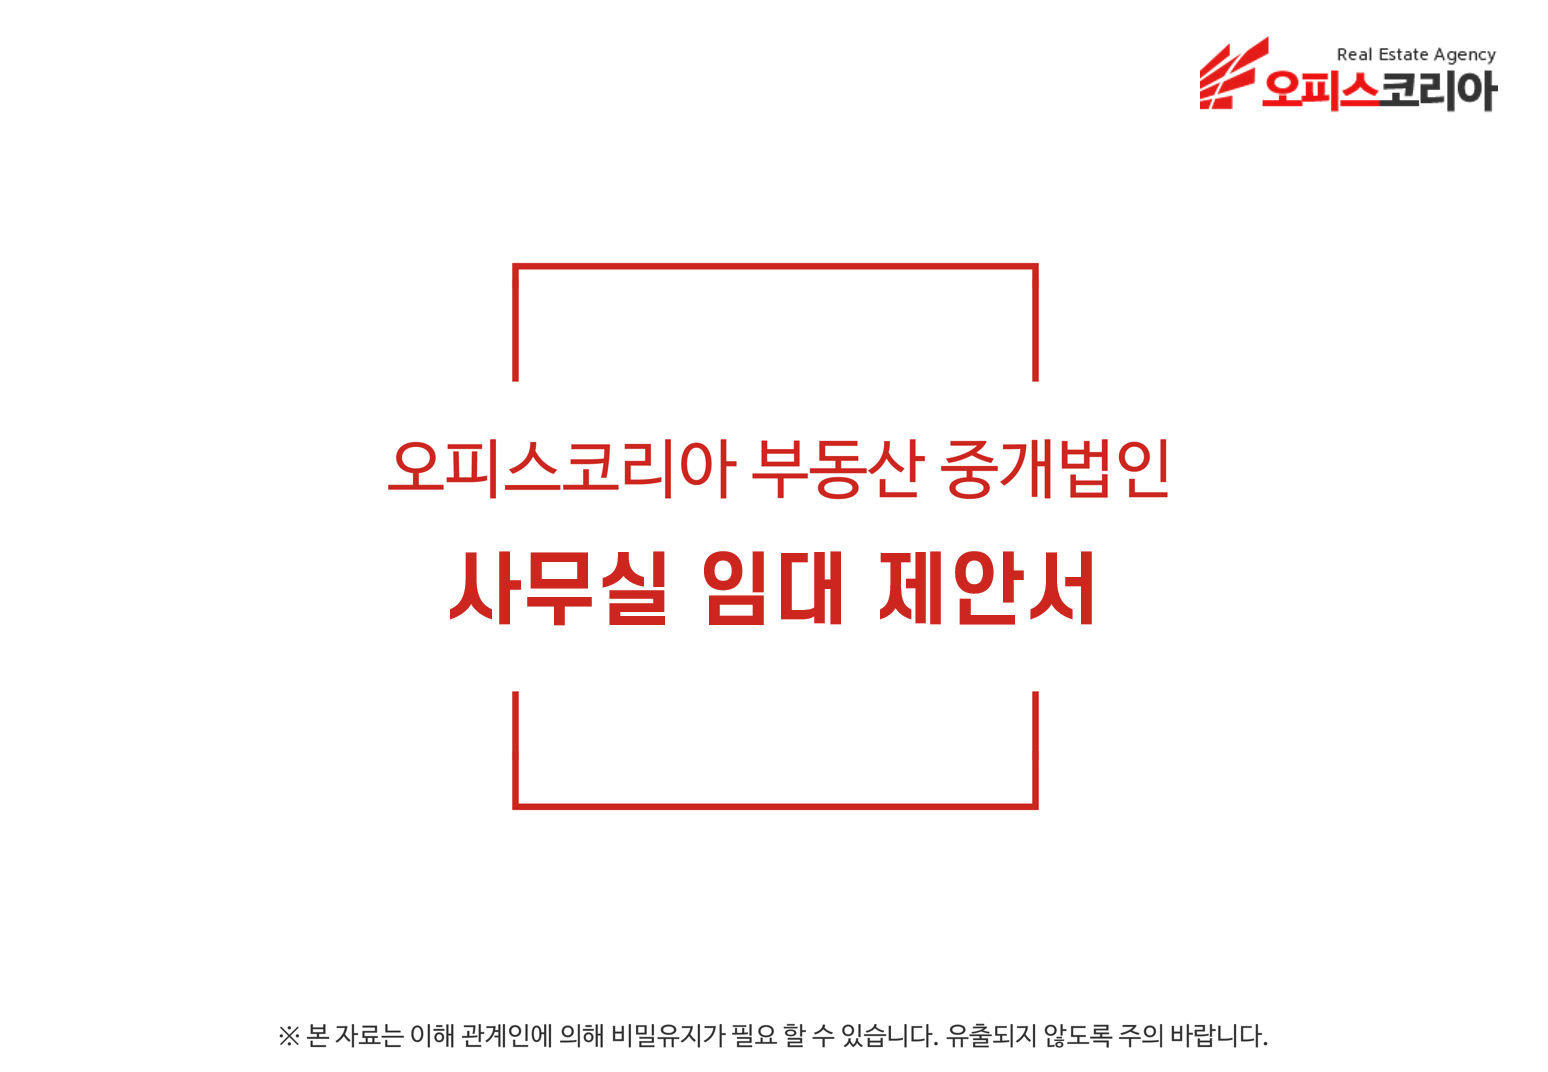 Real Estate Agency
오피스코리아
오피스코리아 부동산 중개법인
사무실 임대 제안서
※ 본 자료는 이해 관계인에 의해 비밀유지가 필요 할 수 있습니다. 유출되지 않도록 주의 바랍니다.